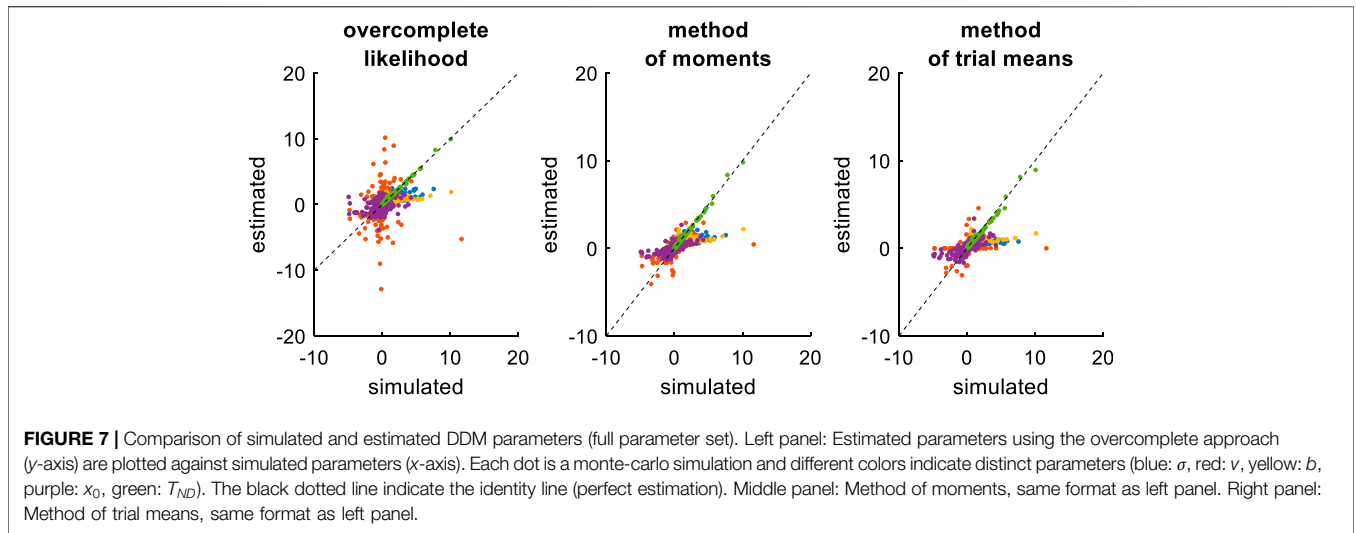 overcomplete
likelihood
20
10
0
-10
-20
-10
0
10
20
estimated
simulated
method
of moments
20
10
0
-10
-10
0
10
20
estimated
simulated
method
of trial means
20
10
0
-10
-10
0
10
20
estimated
simulated
FIGURE 7 | Comparison of simulated and estimated DDM parameters (full parameter set). Left panel: Estimated parameters using the overcomplete approach
(y-axis) are plotted against simulated parameters (x-axis). Each dot is a monte-carlo simulation and different colors indicate distinct parameters (blue: σ, red: v, yellow: b,
purple: x0, green: TND). The black dotted line indicate the identity line (perfect estimation). Middle panel: Method of moments, same format as left panel. Right panel:
Method of trial means, same format as left panel.